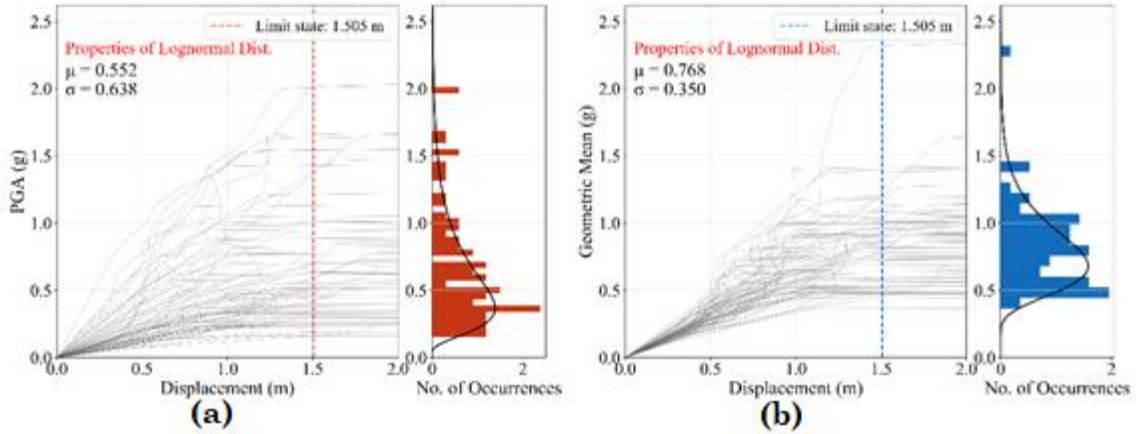 2.5
2.0
1.5
1.0
0.5
0.0
PGA (g)
Limit state: 1.505 m
Properties of Lognormal Dist.
μ = 0.552
σ = 0.638
0.0 0.5 1.0 1.5 2.0
Displacement (m)
2.5
2.0
1.5
1.0
0.5
0.0
0 2
No. of Occurrences
(a)
2.5
2.0
1.5
1.0
0.5
0.0
Geometric Mean (g)
Limit state: 1.505 m
Properties of Lognormal Dist.
μ = 0.768
σ = 0.350
0.0 0.5 1.0 1.5 2.0
Displacement (m)
2.5
2.0
1.5
1.0
0.5
0.0
0 2
No. of Occurrences
(b)